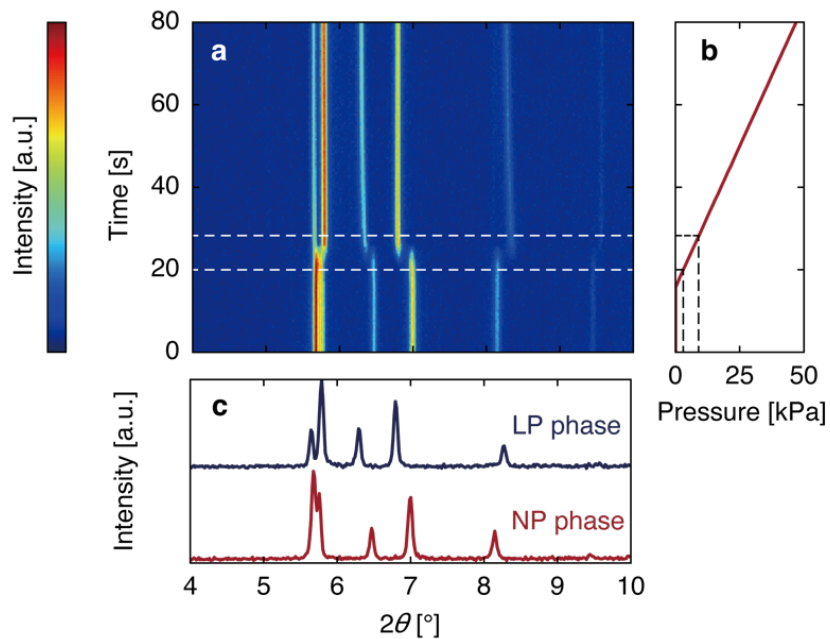 Intensity [a.u.]
Time [s]
80
60
40
20
0
a
b
0 25 50
Pressure [kPa]
Intensity [a.u.]
c
LP phase
NP phase
4 5 6 7 8 9 10
2θ [°]